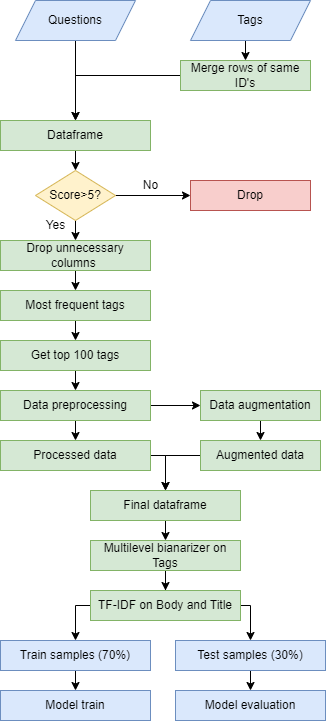 Questions
Tags
Merge rows of same
ID's
Dataframe
Score>5?
No
Drop
Yes
Drop unnecessary
columns
Most frequent tags
Get top 100 tags
Data preprocessing
Data augmentation
Processed data
Augmented data
Final dataframe
Multilevel bianarizer on
Tags
TF-IDF on Body and Title
Train samples (70%)
Test samples (30%)
Model train
Model evaluation